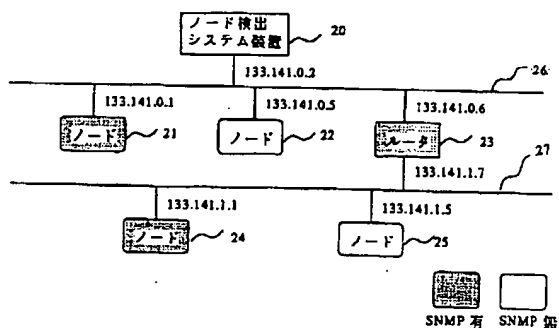 ノード検出
システム装置
20
133.141.0.2
26
133.141.0.1
133.141.0.5
133.141.0.6
ノード
21
ノード
22
ルータ
23
133.141.1.7
27
133.141.1.1
133.141.1.5
ノード
24
ノード
25
SNMP 有
SNMP 無